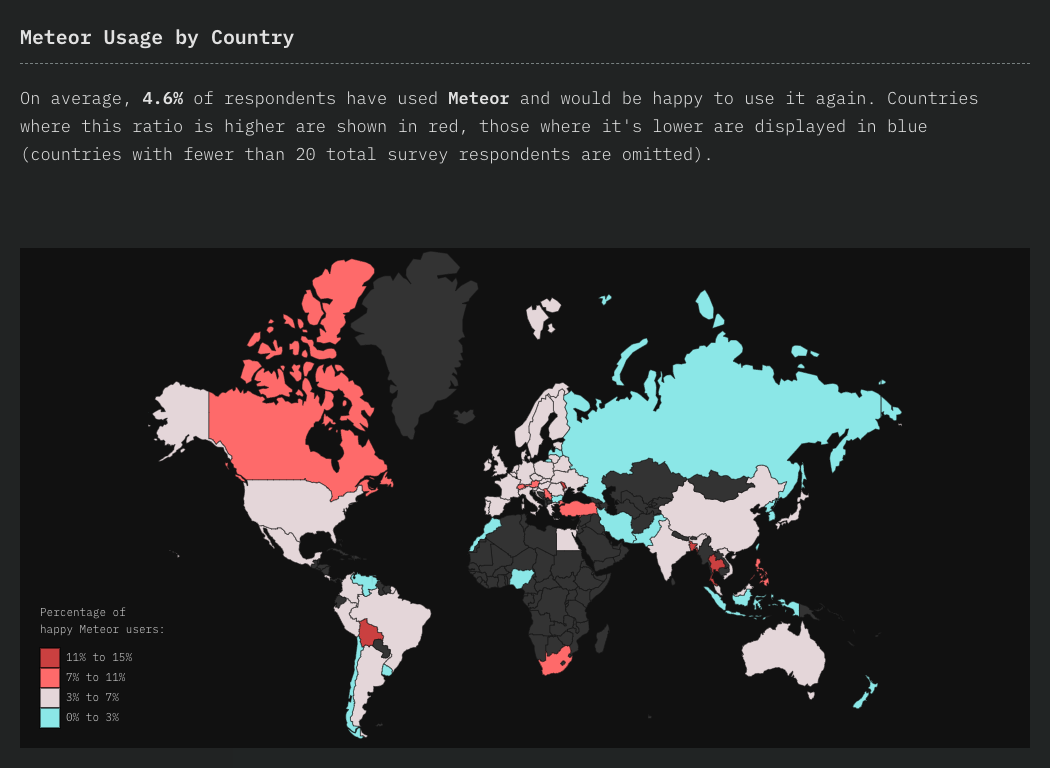 Meteor Usage by Country
On average, 4.6% of respondents have used Meteor and would be happy to use it again. Countries
where this ratio is higher are shown in red, those where it's lower are displayed in blue
(countries with fewer than 20 total survey respondents are omitted).
Percentage of
happy Meteor users:
11% to 15%
7% to 11%
3% to 7%
0% to 3%